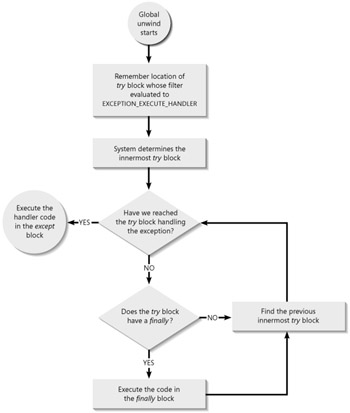 Global
unwind
starts
Remember location of
try block whose filter
evaluated to
EXCEPTION_EXECUTE_HANDLER
System determines the
innermost try block
Execute the
handler code
in the except
block
YES
Have we reached
the try block handling
the exception?
NO
Does the try block
have a finally?
NO
Find the previous
innermost try block
YES
Execute the code in
the finally block